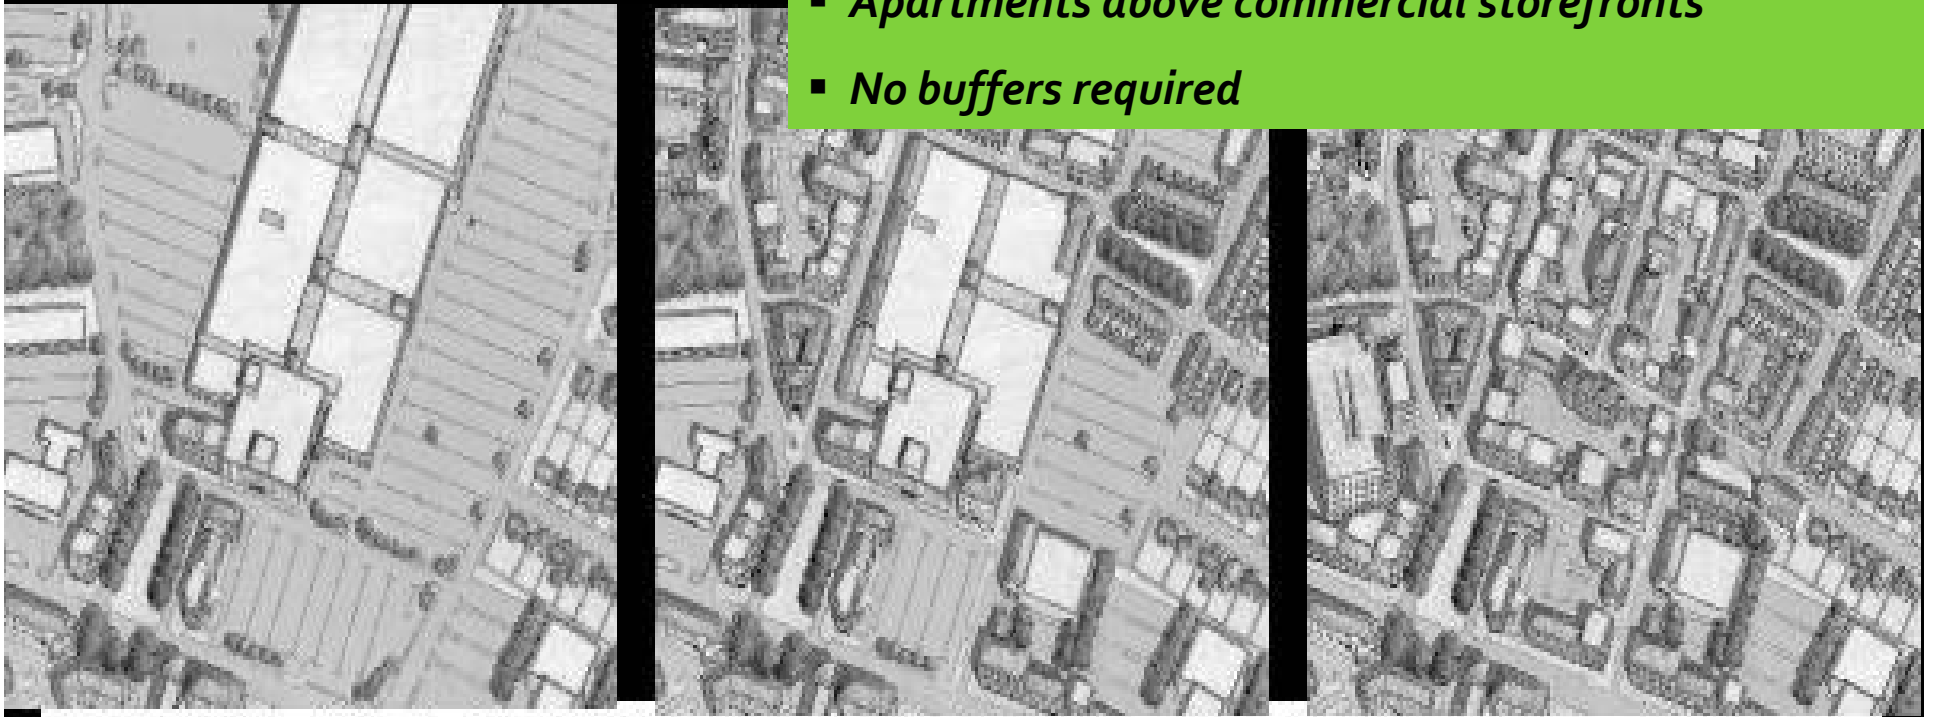 ▪ Apartments above commercial storefronts
▪ No buffers required